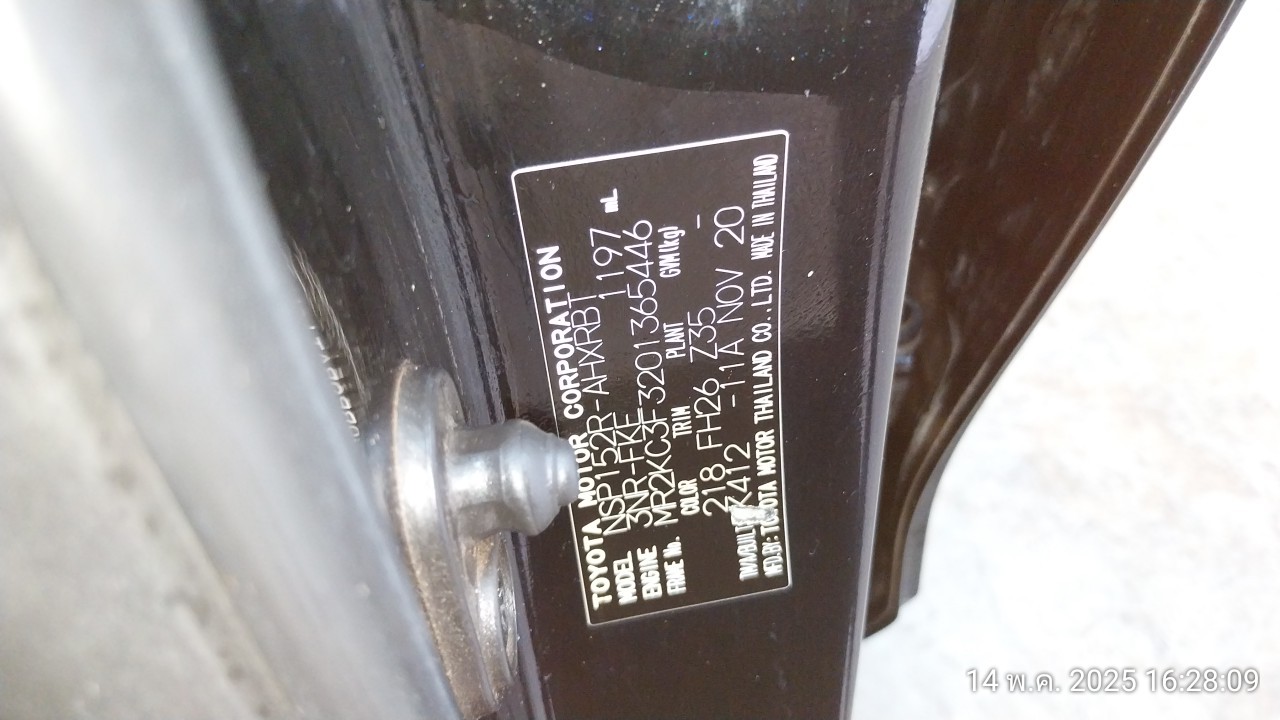 TOYOTA MOTOR CORPORATION
MODEL NSP152R-AHXRBT
ENGINE 3NR-FKE 1197 mL
FRAME No. MR2KC3F3201365446
COLOR TRIM PLANT GVM(kg)
218 FH26 Z35 -
K412 -11A NOV 20
MFD.BY: TOYOTA MOTOR THAILAND CO.,LTD. MADE IN THAILAND
14 พ.ค. 2025 16:28:09